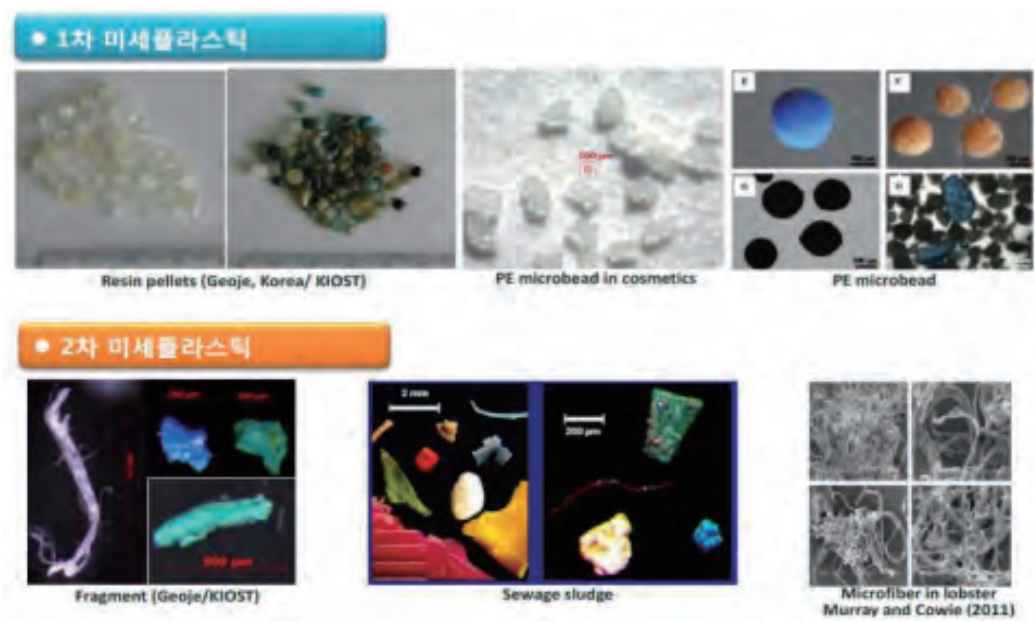 1차 미세플라스틱
500 μm
E
F
G
H
Resin pellets (Geoje, Korea/ KIOST)
PE microbead in cosmetics
PE microbead
2차 미세플라스틱
2 mm
200 μm
900 μm
Fragment (Geoje/KIOST)
Sewage sludge
Microfiber in lobster
Murray and Cowie (2011)